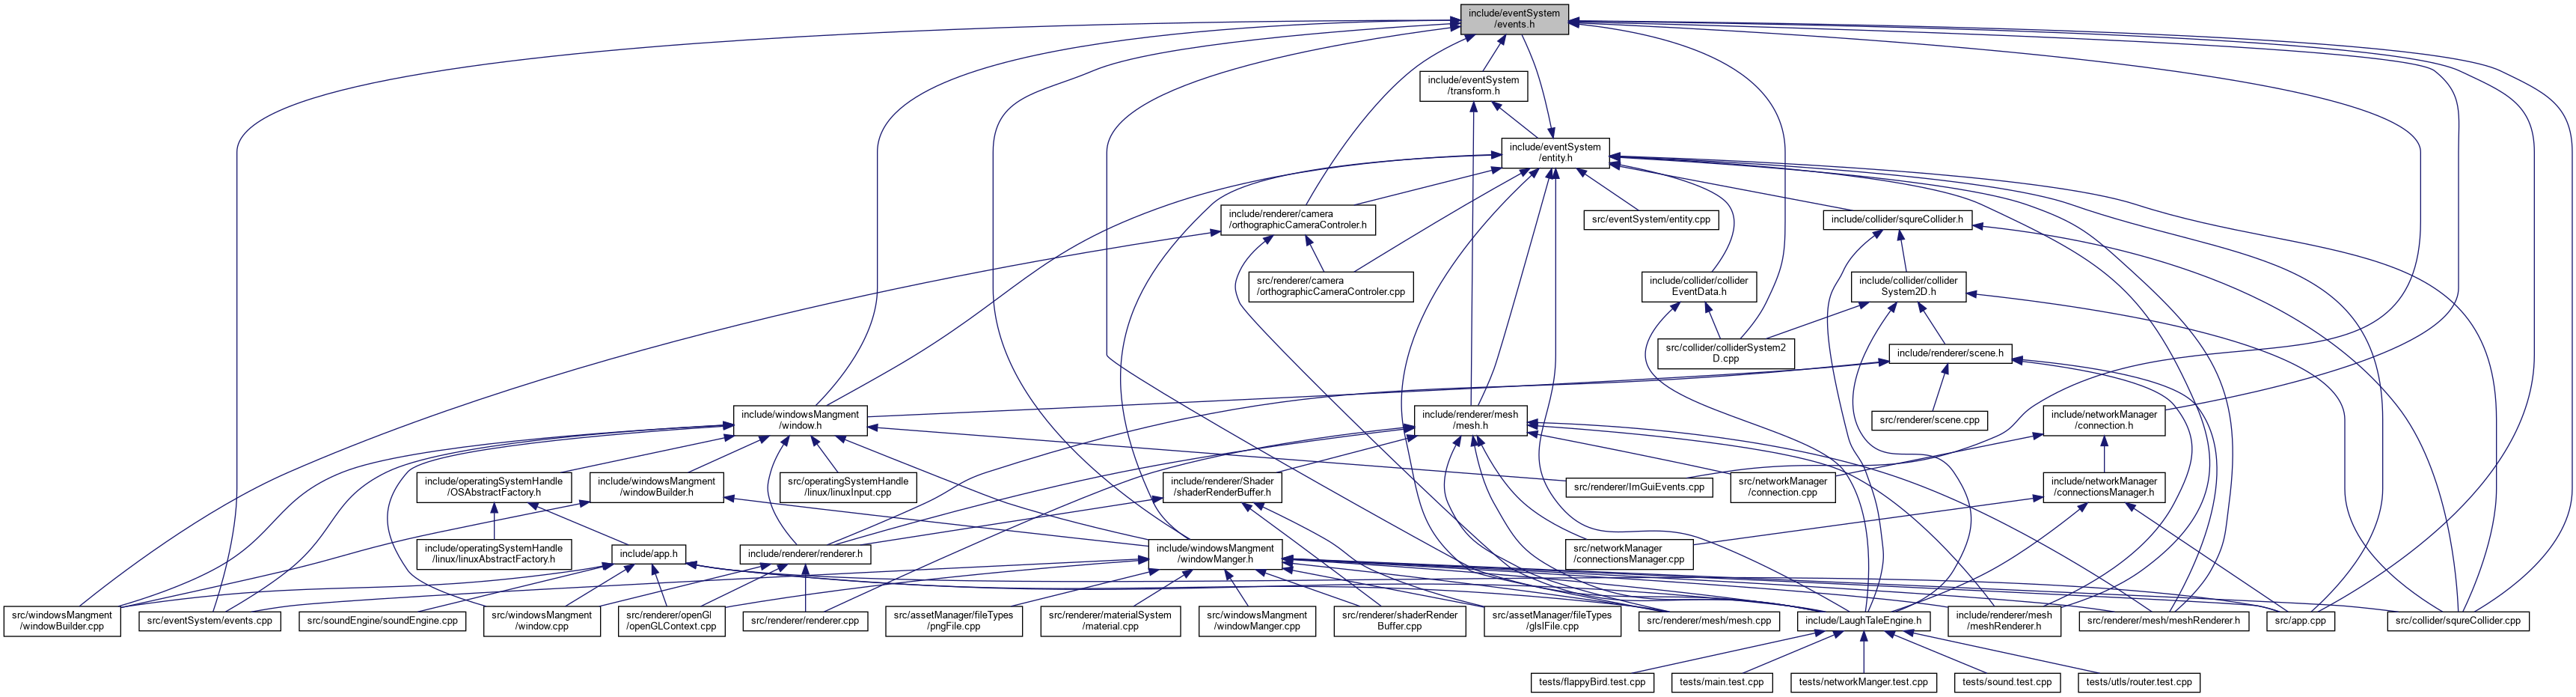 include/eventSystem
/events.h
include/eventSystem
/transform.h
include/eventSystem
/entity.h
include/renderer/camera
/orthographicCameraControler.h
src/eventSystem/entity.cpp
include/collider/squreCollider.h
src/renderer/camera
/orthographicCameraControler.cpp
include/collider/collider
EventData.h
include/collider/collider
System2D.h
src/collider/colliderSystem2
D.cpp
include/renderer/scene.h
include/windowsMangment
/window.h
include/renderer/mesh
/mesh.h
src/renderer/scene.cpp
include/networkManager
/connection.h
include/operatingSystemHandle
/OSAbstractFactory.h
include/windowsMangment
/windowBuilder.h
src/operatingSystemHandle
/linux/linuxInput.cpp
include/renderer/Shader
/shaderRenderBuffer.h
src/renderer/ImGuiEvents.cpp
src/networkManager
/connection.cpp
include/networkManager
/connectionsManager.h
include/operatingSystemHandle
/linux/linuxAbstractFactory.h
include/app.h
include/renderer/renderer.h
include/windowsMangment
/windowManger.h
src/networkManager
/connectionsManager.cpp
src/windowsMangment
/windowBuilder.cpp
src/eventSystem/events.cpp
src/soundEngine/soundEngine.cpp
src/windowsMangment
/window.cpp
src/renderer/openGl
/openGLContext.cpp
src/renderer/renderer.cpp
src/assetManager/fileTypes
/pngFile.cpp
src/renderer/materialSystem
/material.cpp
src/windowsMangment
/windowManger.cpp
src/renderer/shaderRender
Buffer.cpp
src/assetManager/fileTypes
/glslFile.cpp
src/renderer/mesh/mesh.cpp
include/LaughTaleEngine.h
include/renderer/mesh
/meshRenderer.h
src/renderer/mesh/meshRenderer.h
src/app.cpp
src/collider/squreCollider.cpp
tests/flappyBird.test.cpp
tests/main.test.cpp
tests/networkManger.test.cpp
tests/sound.test.cpp
tests/utls/router.test.cpp